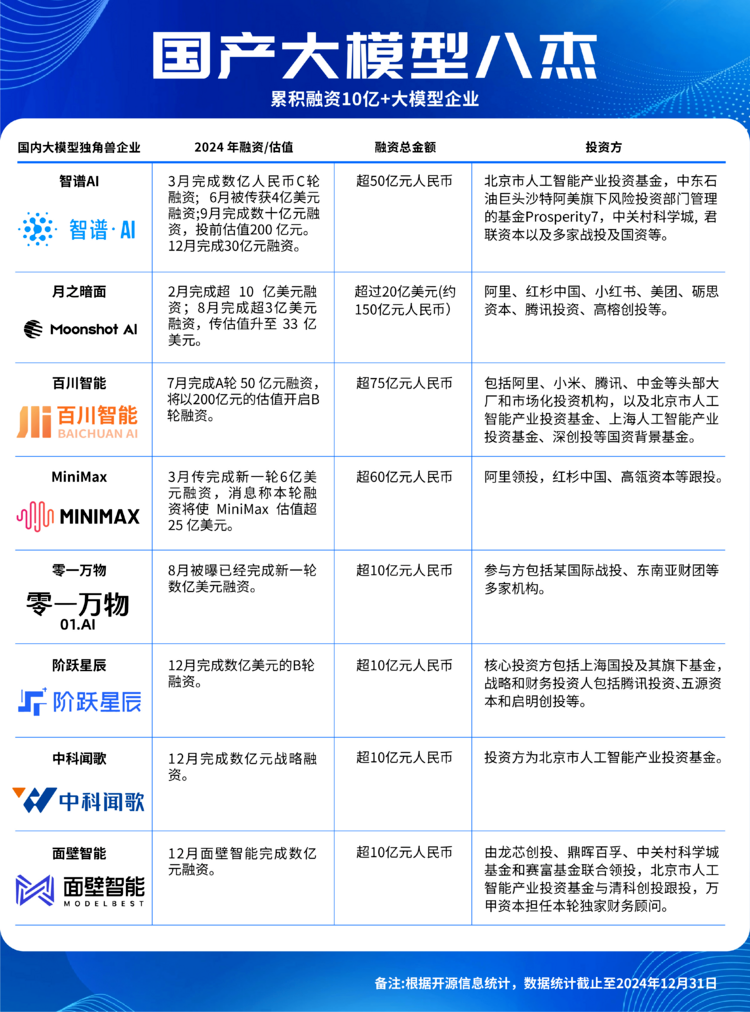 国产大模型八杰
累积融资10亿+大模型企业
国内大模型独角兽企业
2024 年融资/估值
融资总金额
投资方
智谱AI
智谱·AI
3月完成数亿人民币C轮
融资; 6月被传获4亿美元
融资;9月完成数十亿元融
资，投前估值200 亿元。
12月完成30亿元融资。
超50亿元人民币
北京市人工智能产业投资基金，中东石
油巨头沙特阿美旗下风险投资部门管理
的基金Prosperity7，中关村科学城, 君
联资本以及多家战投及国资等。
月之暗面
Moonshot AI
2月完成超 10 亿美元融
资；8月完成超3亿美元
融资，传估值升至 33 亿
美元。
超过20亿美元(约
150亿元人民币）
阿里、红杉中国、小红书、美团、砺思
资本、腾讯投资、高榕创投等。
百川智能
百川智能
BAICHUAN AI
7月完成A轮 50 亿元融资，
将以200亿元的估值开启B
轮融资。
超75亿元人民币
包括阿里、小米、腾讯、中金等头部大
厂和市场化投资机构，以及北京市人工
智能产业投资基金、上海人工智能产业
投资基金、深创投等国资背景基金。
MiniMax
MINIMAX
3月传完成新一轮6亿美
元融资，消息称本轮融
资将使 MiniMax 估值超
25 亿美元。
超60亿元人民币
阿里领投，红杉中国、高瓴资本等跟投。
零一万物
零一万物
01.AI
8月被曝已经完成新一轮
数亿美元融资。
超10亿元人民币
参与方包括某国际战投、东南亚财团等
多家机构。
阶跃星辰
阶跃星辰
12月完成数亿美元的B轮
融资。
超10亿元人民币
核心投资方包括上海国投及其旗下基金，
战略和财务投资人包括腾讯投资、五源资
本和启明创投等。
中科闻歌
中科闻歌
12月完成数亿元战略融
资。
超10亿元人民币
投资方为北京市人工智能产业投资基金。
面壁智能
面壁智能
MODELBEST
12月面壁智能完成数亿
元融资。
超10亿元人民币
由龙芯创投、鼎晖百孚、中关村科学城
基金和赛富基金联合领投，北京市人工
智能产业投资基金与清科创投跟投，万
甲资本担任本轮独家财务顾问。
备注:根据开源信息统计，数据统计截止至2024年12月31日